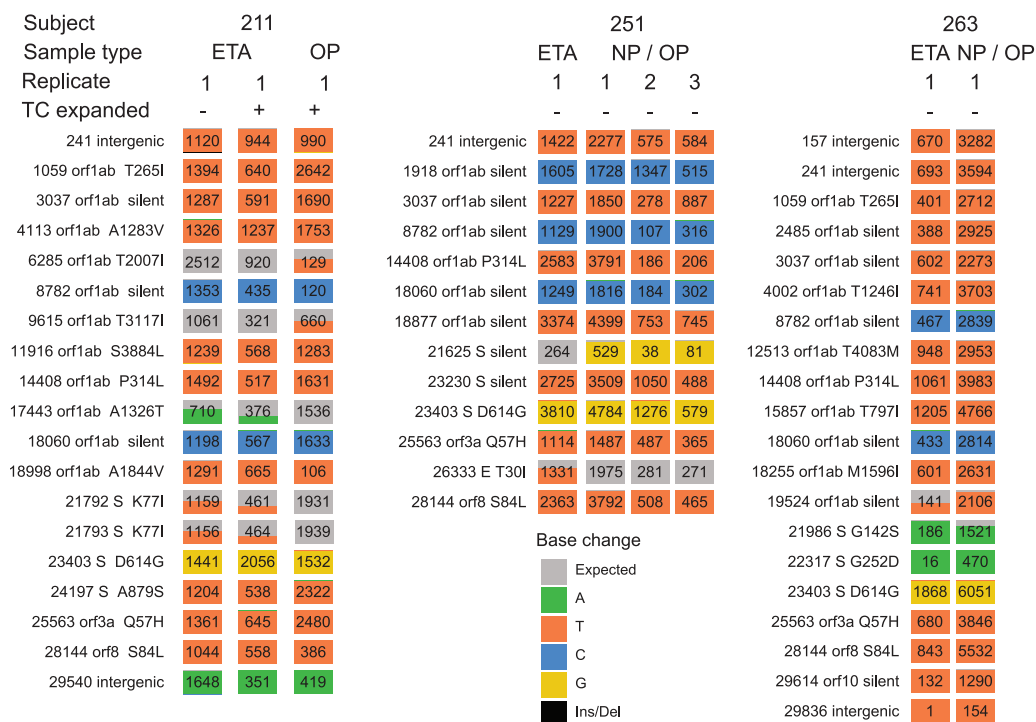 Subject 211 251 263
Sample type ETA OP ETA NP / OP ETA NP / OP
Replicate 1 1 1 1 1 2 3 1 1
TC expanded - + + - - - - - -
241 intergenic 1120 944 990
1059 orf1ab T265I 1394 640 2642
3037 orf1ab silent 1287 591 1690
4113 orf1ab A1283V 1326 1237 1753
6285 orf1ab T2007I 2512 920 129
8782 orf1ab silent 1353 435 120
9615 orf1ab T3117I 1061 321 660
11916 orf1ab S3884L 1239 568 1283
14408 orf1ab P314L 1492 517 1631
17443 orf1ab A1326T 710 376 1536
18060 orf1ab silent 1198 567 1633
18998 orf1ab A1844V 1291 665 106
21792 S K77I 1159 461 1931
21793 S K77I 1156 464 1939
23403 S D614G 1441 2056 1532
24197 S A879S 1204 538 2322
25563 orf3a Q57H 1361 645 2480
28144 orf8 S84L 1044 558 386
29540 intergenic 1648 351 419
241 intergenic 1422 2277 575 584
1918 orf1ab silent 1605 1728 1347 515
3037 orf1ab silent 1227 1850 278 887
8782 orf1ab silent 1129 1900 107 316
14408 orf1ab P314L 2583 3791 186 206
18060 orf1ab silent 1249 1816 184 302
18877 orf1ab silent 3374 4399 753 745
21625 S silent 264 529 38 81
23230 S silent 2725 3509 1050 488
23403 S D614G 3810 4784 1276 579
25563 orf3a Q57H 1114 1487 487 365
26333 E T30I 1331 1975 281 271
28144 orf8 S84L 2363 3792 508 465
Base change
Expected
A
T
C
G
Ins/Del
157 intergenic 670 3282
241 intergenic 693 3594
1059 orf1ab T265I 401 2712
2485 orf1ab silent 388 2925
3037 orf1ab silent 602 2273
4002 orf1ab T1246I 741 3703
8782 orf1ab silent 467 2839
12513 orf1ab T4083M 948 2953
14408 orf1ab P314L 1061 3983
15857 orf1ab T797I 1205 4766
18060 orf1ab silent 433 2814
18255 orf1ab M1596I 601 2631
19524 orf1ab silent 141 2106
21986 S G142S 186 1521
22317 S G252D 16 470
23403 S D614G 1868 6051
25563 orf3a Q57H 680 3846
28144 orf8 S84L 843 5532
29614 orf10 silent 132 1290
29836 intergenic 1 154